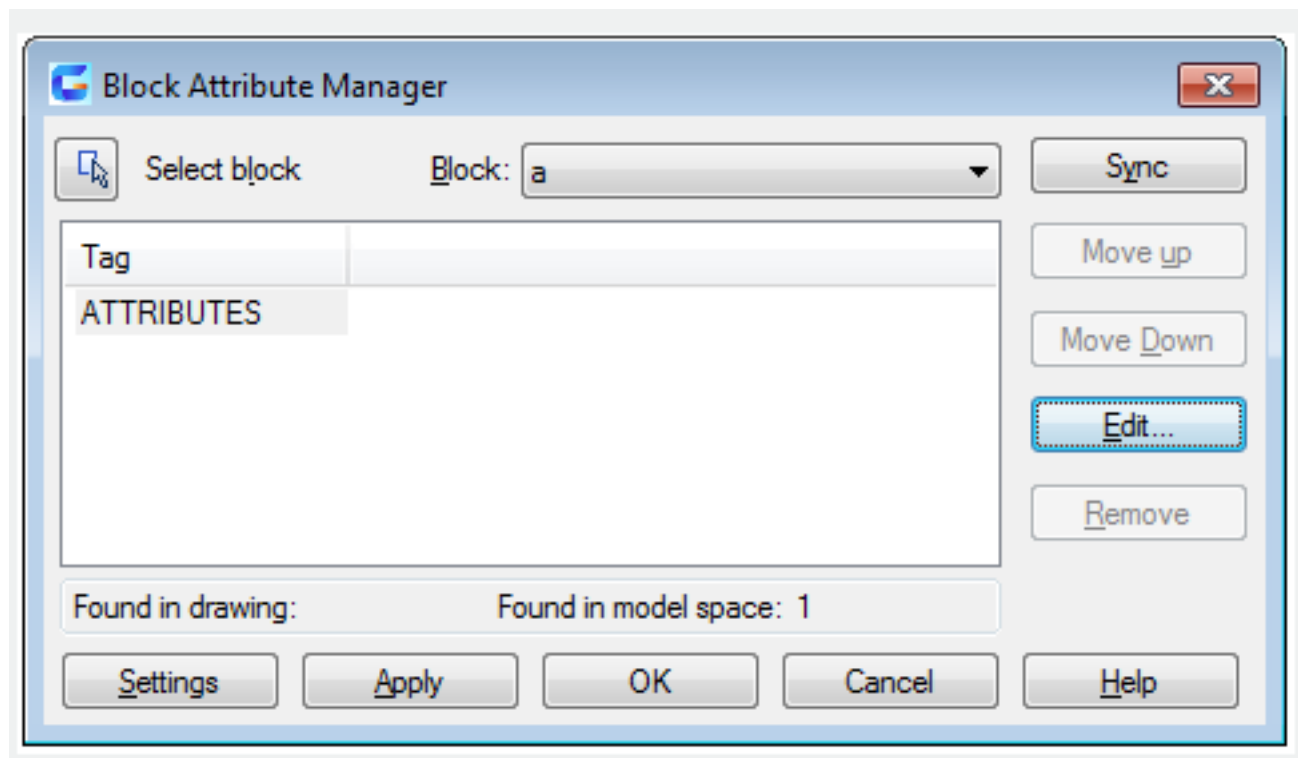 Block Attribute Manager
Select block Block: a Sync
Tag
Move up
ATTRIBUTES
Move Down
Edit...
Remove
Found in drawing: Found in model space: 1
Settings Apply OK Cancel Help